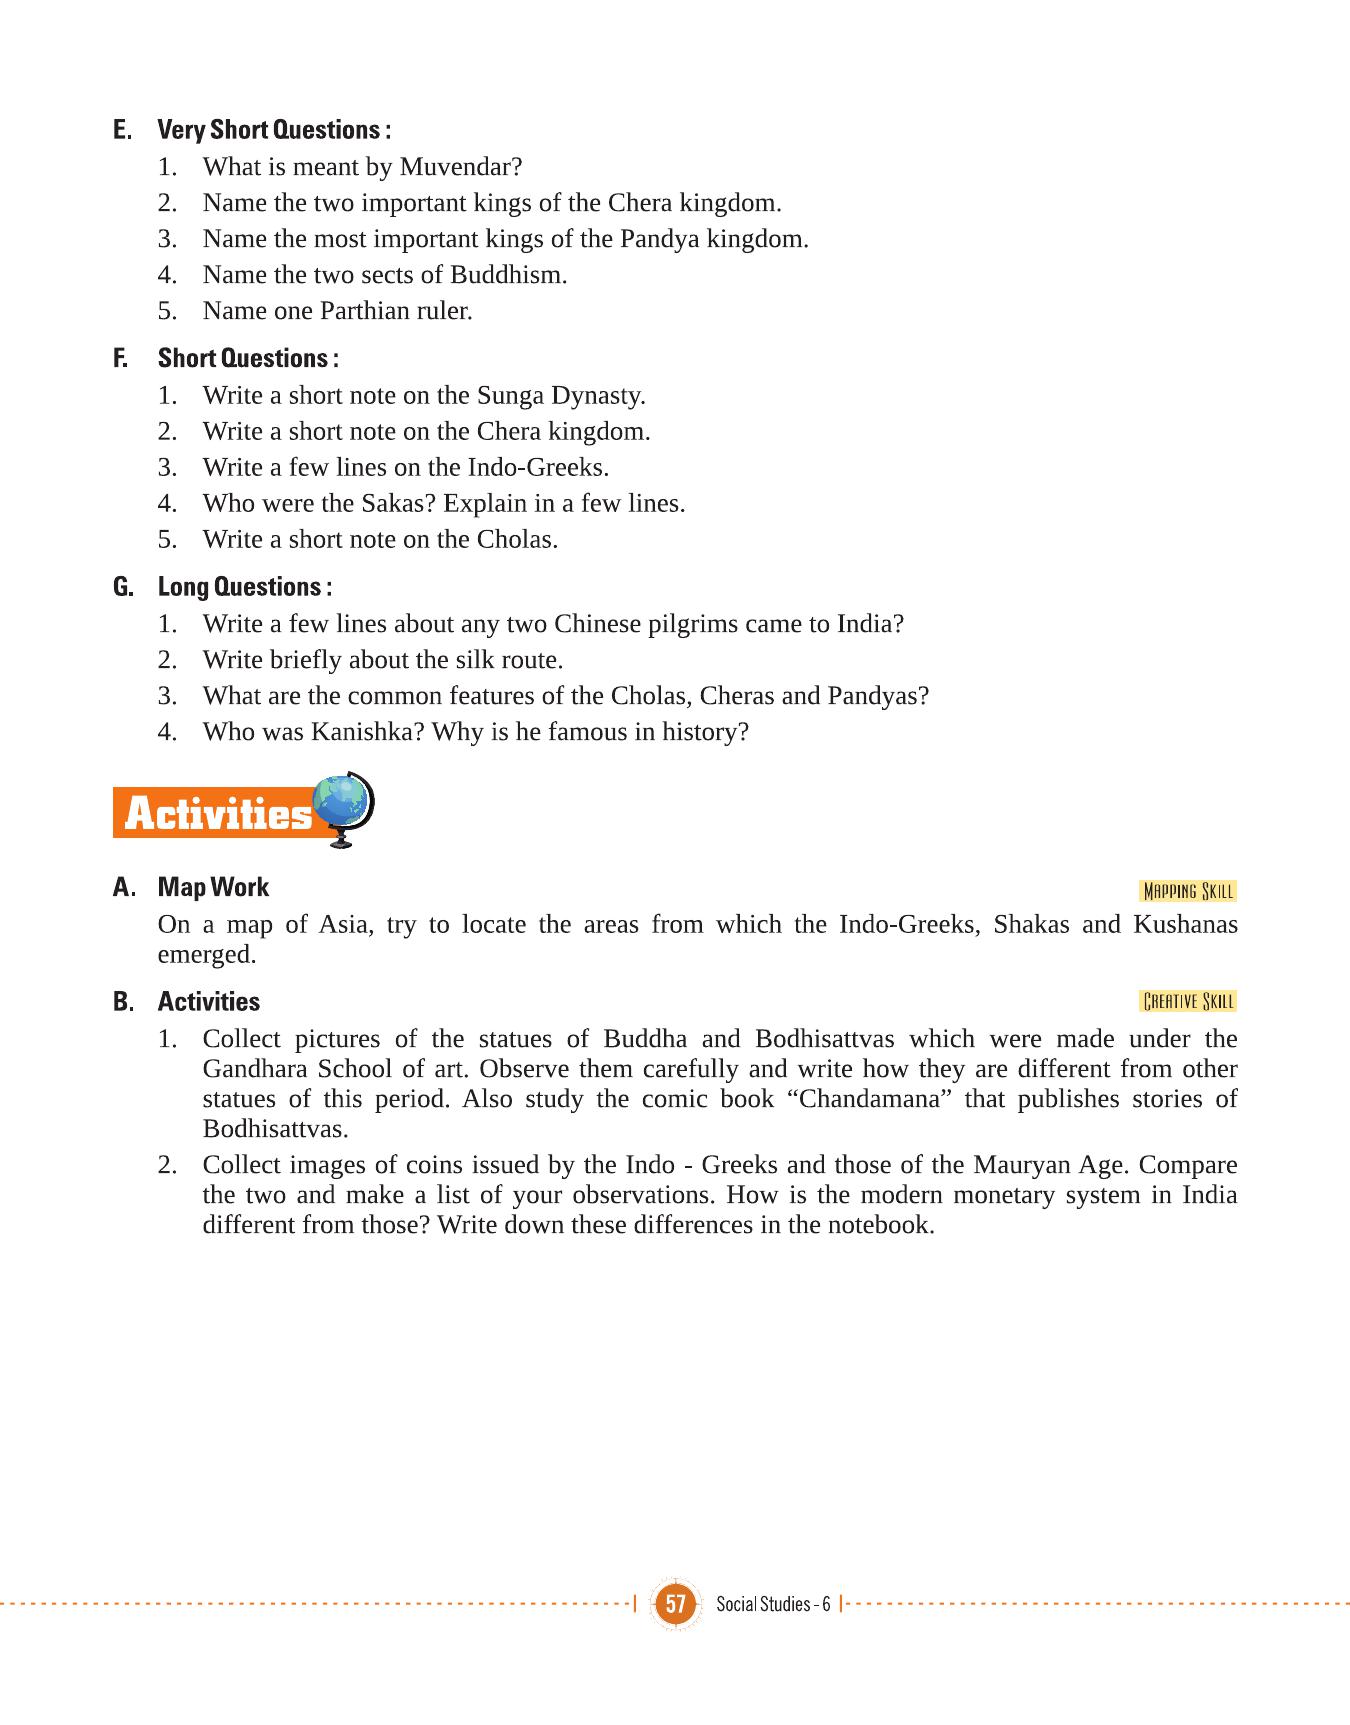 E. Very Short Questions :
1. What is meant by Muvendar?
2. Name the two important kings of the Chera kingdom.
3. Name the most important kings of the Pandya kingdom.
4. Name the two sects of Buddhism.
5. Name one Parthian ruler.
F. Short Questions :
1. Write a short note on the Sunga Dynasty.
2. Write a short note on the Chera kingdom.
3. Write a few lines on the Indo-Greeks.
4. Who were the Sakas? Explain in a few lines.
5. Write a short note on the Cholas.
G. Long Questions :
1. Write a few lines about any two Chinese pilgrims came to India?
2. Write briefly about the silk route.
3. What are the common features of the Cholas, Cheras and Pandyas?
4. Who was Kanishka? Why is he famous in history?
Activities
A. Map Work MAPPING SKILL
On a map of Asia, try to locate the areas from which the Indo-Greeks, Shakas and Kushanas
emerged.
B. Activities CREATIVE SKILL
1. Collect pictures of the statues of Buddha and Bodhisattvas which were made under the
Gandhara School of art. Observe them carefully and write how they are different from other
statues of this period. Also study the comic book “Chandamana” that publishes stories of
Bodhisattvas.
2. Collect images of coins issued by the Indo - Greeks and those of the Mauryan Age. Compare
the two and make a list of your observations. How is the modern monetary system in India
different from those? Write down these differences in the notebook.
57 Social Studies - 6